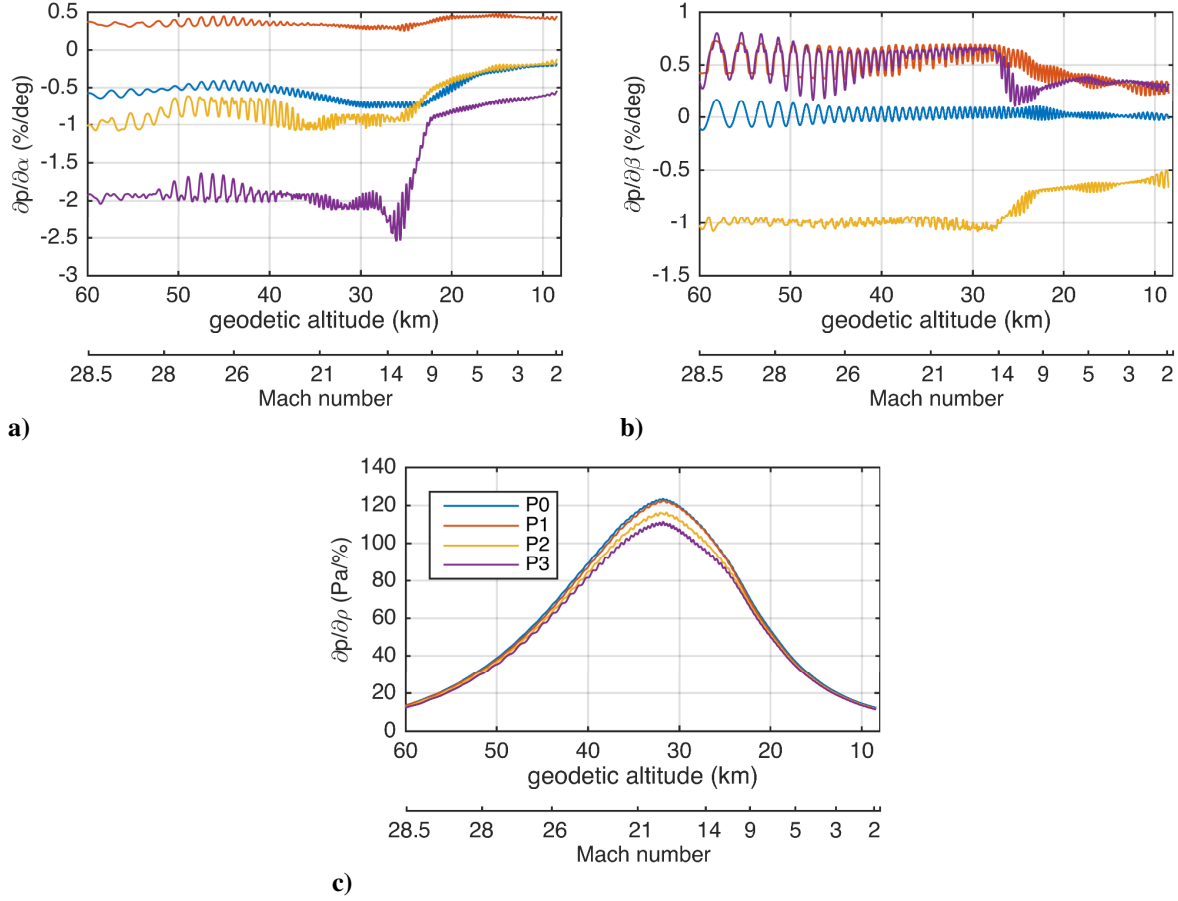 ∂p/∂α (%/deg)
0.5
0
-0.5
-1
-1.5
-2
-2.5
-3
60 50 40 30 20 10
geodetic altitude (km)
28.5 28 26 21 14 9 5 3 2
Mach number
a)
∂p/∂β (%/deg)
1
0.5
0
-0.5
-1
-1.5
60 50 40 30 20 10
geodetic altitude (km)
28.5 28 26 21 14 9 5 3 2
Mach number
b)
∂p/∂ρ (Pa/%)
140
120
100
80
60
40
20
0
P0
P1
P2
P3
60 50 40 30 20 10
geodetic altitude (km)
28.5 28 26 21 14 9 5 3 2
Mach number
c)